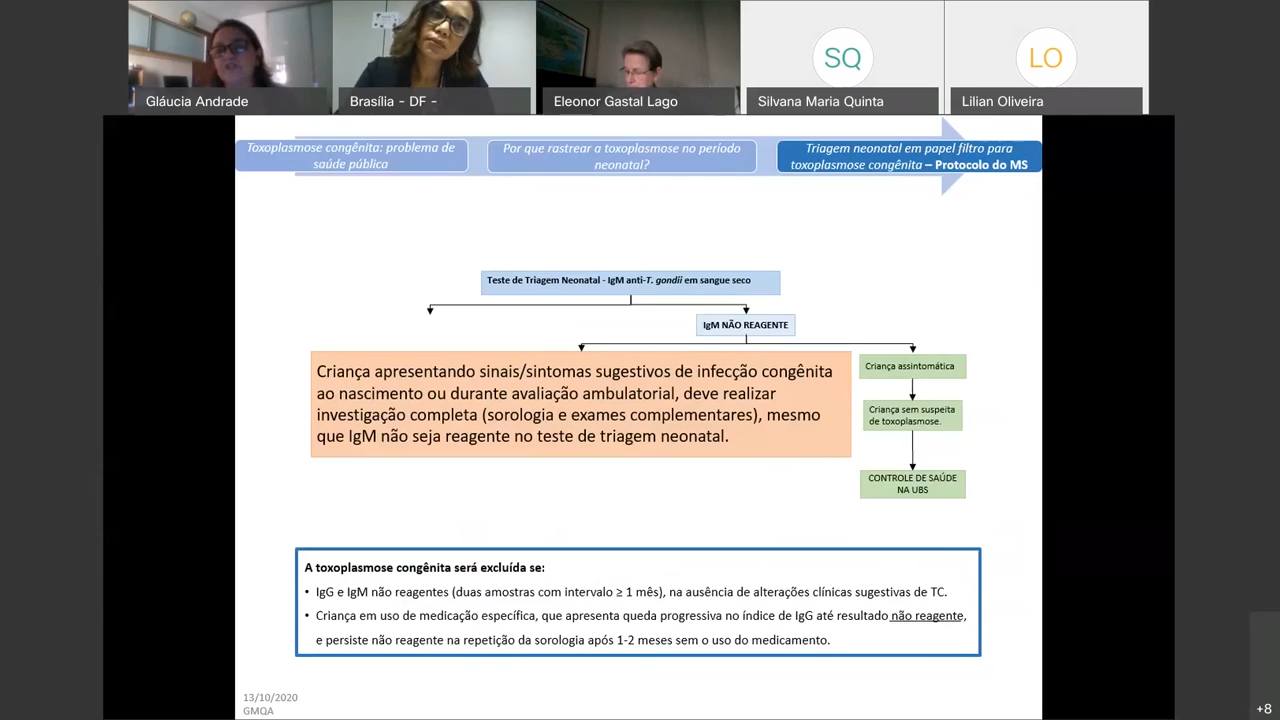 Gláucia Andrade
Brasília - DF -
Eleonor Gastal Lago
SQ
Silvana Maria Quinta
LO
Lilian Oliveira
Toxoplasmose congênita: problema de
saúde pública
Por que rastrear a toxoplasmose no período
neonatal?
Triagem neonatal em papel filtro para
toxoplasmose congênita – Protocolo do MS
Teste de Triagem Neonatal - IgM anti-T. gondii em sangue seco
IgM NÃO REAGENTE
Criança apresentando sinais/sintomas sugestivos de infecção congênita
ao nascimento ou durante avaliação ambulatorial, deve realizar
investigação completa (sorologia e exames complementares), mesmo
que IgM não seja reagente no teste de triagem neonatal.
Criança assintomática
Criança sem suspeita
de toxoplasmose.
CONTROLE DE SAÚDE
NA UBS
A toxoplasmose congênita será excluída se:
• IgG e IgM não reagentes (duas amostras com intervalo ≥ 1 mês), na ausência de alterações clínicas sugestivas de TC.
• Criança em uso de medicação específica, que apresenta queda progressiva no índice de IgG até resultado não reagente,
e persiste não reagente na repetição da sorologia após 1-2 meses sem o uso do medicamento.
13/10/2020
GMQA
+8